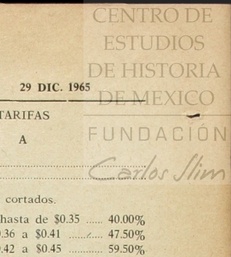 CENTRO DE
ESTUDIOS
DE HISTORIA
DE MEXICO
FUNDACIÓN
Carlos Slim
29 DIC. 1965
TARIFAS
A
cortados.
hasta de $0.35 ..... 40.00%
.36 a $0.41 ......... 47.50%
.42 a $0.45 ........... 59.50%